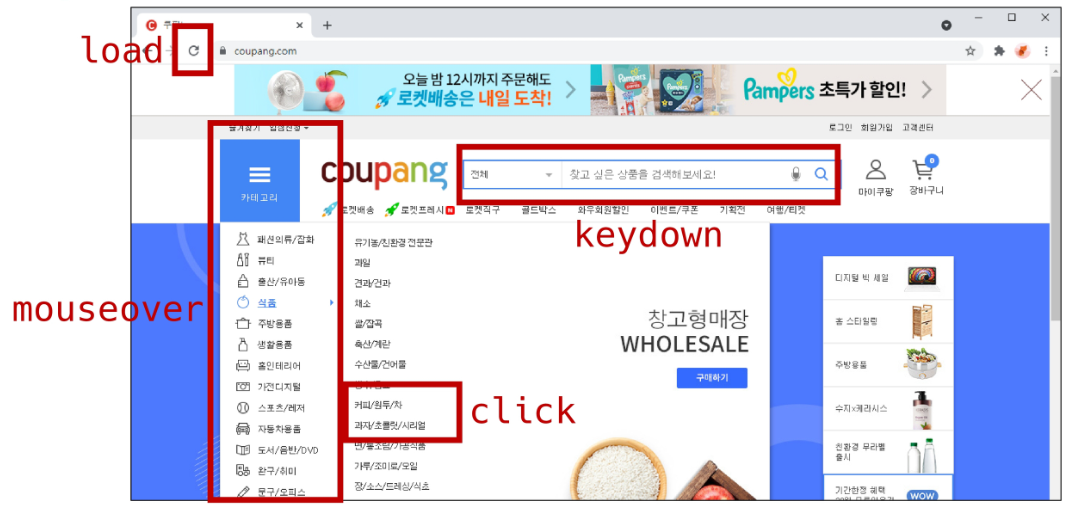 쿠팡!
load
coupang.com
오늘 밤 12시까지 주문해도
로켓배송은 내일 도착!
Pampers
Pampers 초특가 할인!
즐겨찾기
로그인 회원가입 고객센터
카테고리
coupang
전체
찾고 싶은 상품을 검색해보세요!
마이쿠팡
장바구니
로켓배송 로켓프레시 로켓직구 골드박스 와우회원할인 이벤트/쿠폰 기획전 여행/티켓
keydown
mouseover
패션의류/잡화
뷰티
출산/유아동
식품
주방용품
생활용품
홈인테리어
가전디지털
스포츠/레저
자동차용품
도서/음반/DVD
완구/취미
문구/오피스
유기농/친환경 전문관
과일
견과/건과
채소
쌀/잡곡
축산/계란
수산물/건어물
커피/원두/차
과자/초콜릿/시리얼
면/통조림/가공식품
가루/조미료/오일
장/소스/드레싱/식초
click
창고형매장
WHOLESALE
구매하기
디지털 빅 세일
홈 스타일링
주방용품
수지x케라시스
친환경 무라벨
출시
기간한정 혜택
WOW